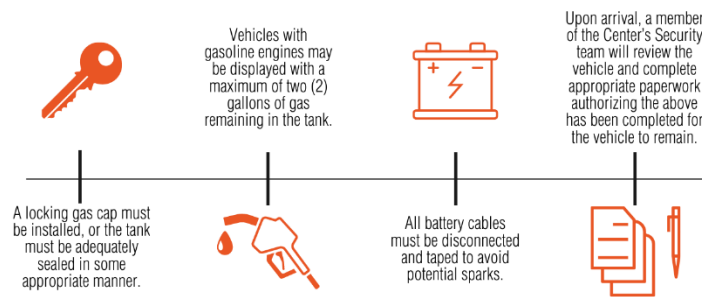 A locking gas cap must
be installed, or the tank
must be adequately
sealed in some
appropriate manner.
Vehicles with
gasoline engines may
be displayed with a
maximum of two (2)
gallons of gas
remaining in the tank.
All battery cables
must be disconnected
and taped to avoid
potential sparks.
Upon arrival, a member
of the Center's Security
team will review the
vehicle and complete
appropriate paperwork
authorizing the above
has been completed for
the vehicle to remain.